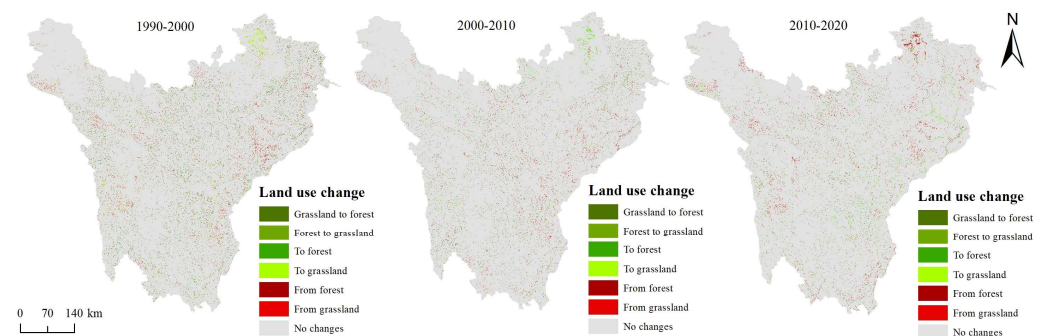 1990-2000
2000-2010
2010-2020
N
Land use change
Grassland to forest
Forest to grassland
To forest
To grassland
From forest
From grassland
No changes
Land use change
Grassland to forest
Forest to grassland
To forest
To grassland
From forest
From grassland
No changes
Land use change
Grassland to forest
Forest to grassland
To forest
To grassland
From forest
From grassland
No changes
0 70 140 km